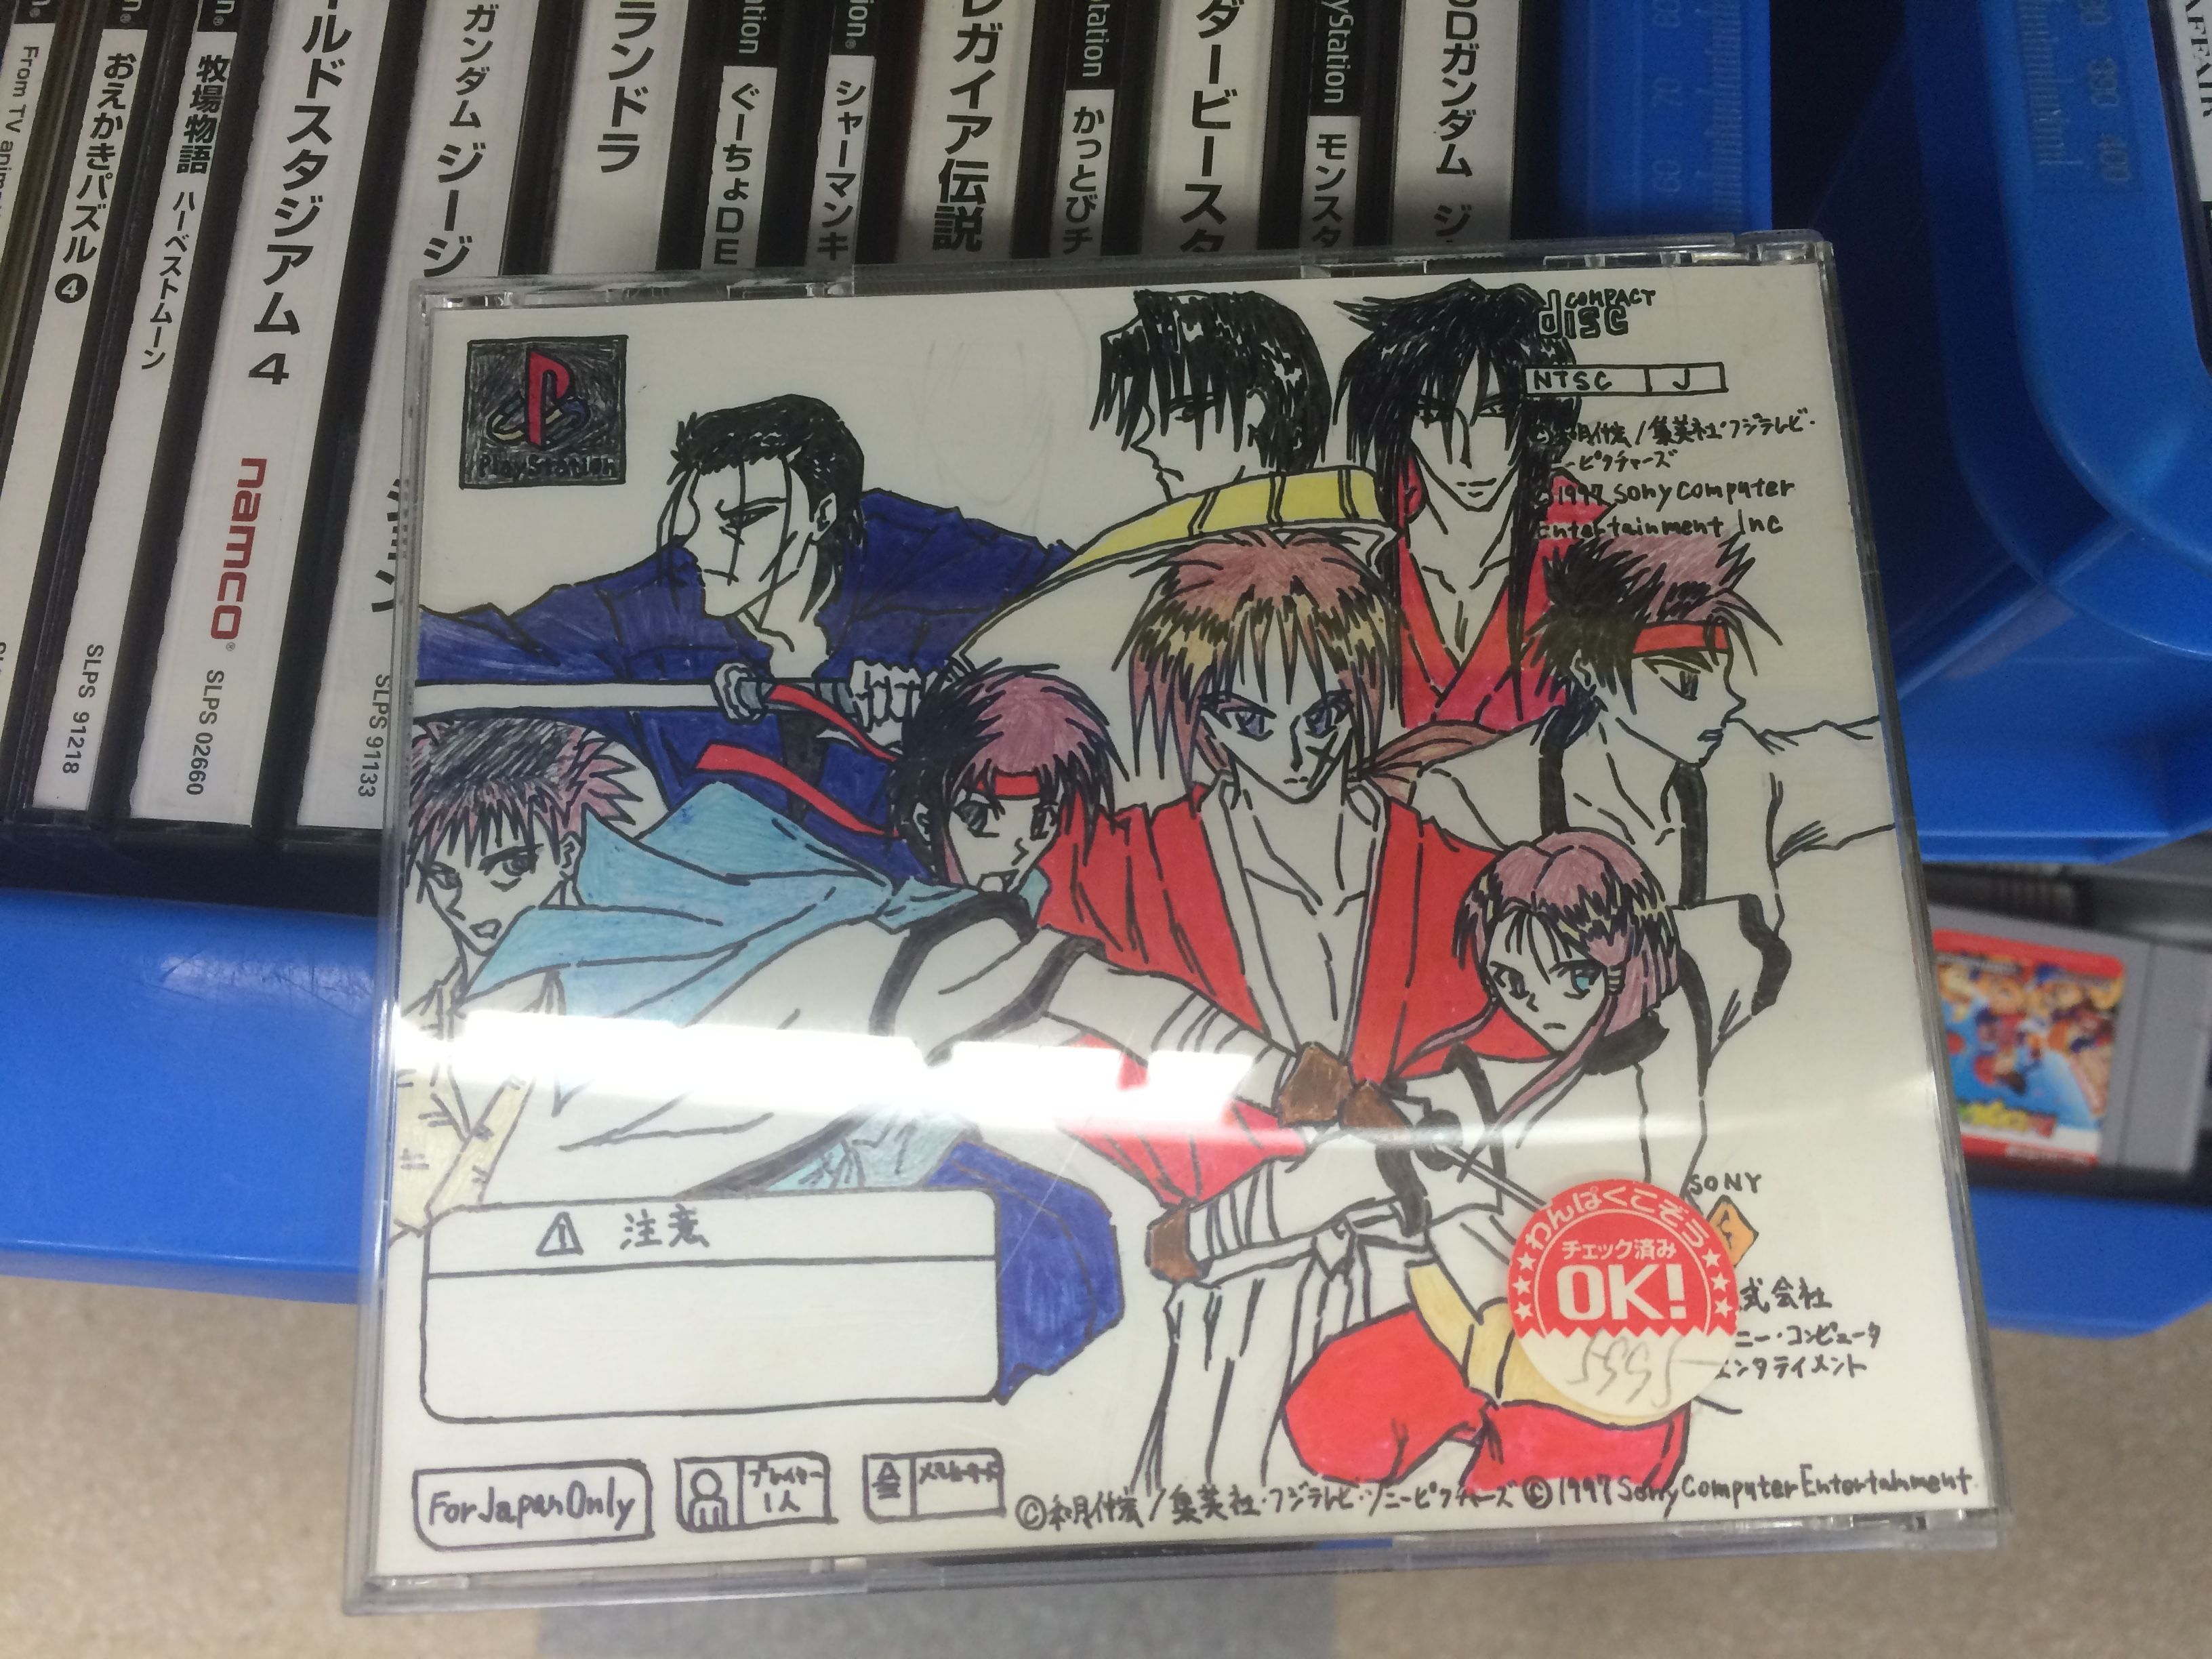 From TV anim
おえかきパズル4
SLPS 91218
牧場物語 ハーベストムーン
ールドスタジアム4
namco
SLPS 02660
ガンダム ジージ
SLPS 91133
ランドラ
ぐーちょDE
シャーマンキ
レガイア伝説
かっとびチ
ダービースタ
PlayStation
モンスタ
Dガンダム ジ
PlayStation
COMPACT
disc
NTSC J
和月伸宏/集英社・フジテレビ・
ーピクチャーズ
©1997 Sony Computer
Entertainment Inc
SONY
わんぱくこぞう
チェック済み
OK!
式会社
ニー・コンピュータ
エンタテイメント
注意
For Japan Only
プレイヤー
1人
メモリーカード
©和月伸宏/集英社・フジテレビ・ソニーピクチャーズ ©1997 Sony Computer Entertainment